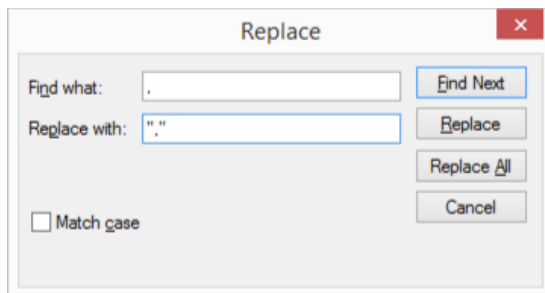 Replace
Find what: ,
Find Next
Replace with: ","
Replace
Replace All
Cancel
Match case